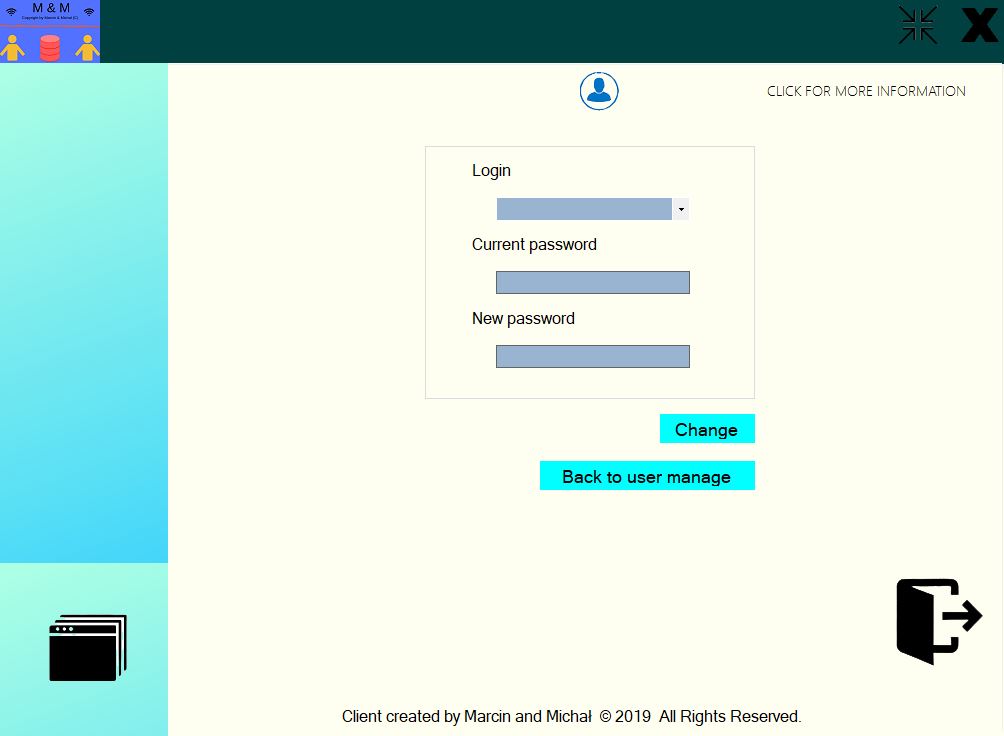 M & M
Copyright by Marcin & Michał (C)
CLICK FOR MORE INFORMATION
Login
Current password
New password
Change
Back to user manage
Client created by Marcin and Michał © 2019 All Rights Reserved.